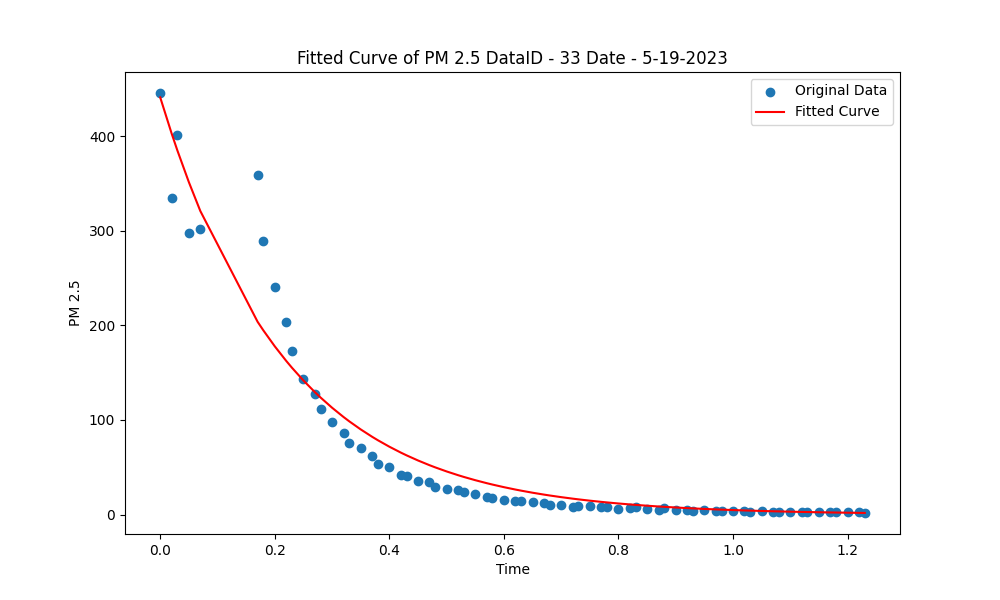 Fitted Curve of PM 2.5 DataID - 33 Date - 5-19-2023
Original Data
Fitted Curve
400
300
200
100
0
PM 2.5
0.0 0.2 0.4 0.6 0.8 1.0 1.2
Time